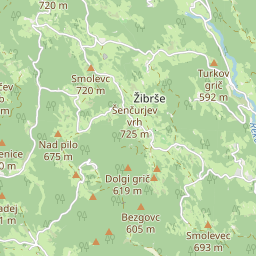 720 m
Smolevc
720 m
Žibrše
Turkov
grič
592 m
Šenčurjev
vrh
725 m
Nad pilo
675 m
Dolgi grič
619 m
Bezgovc
605 m
Smolevec
693 m